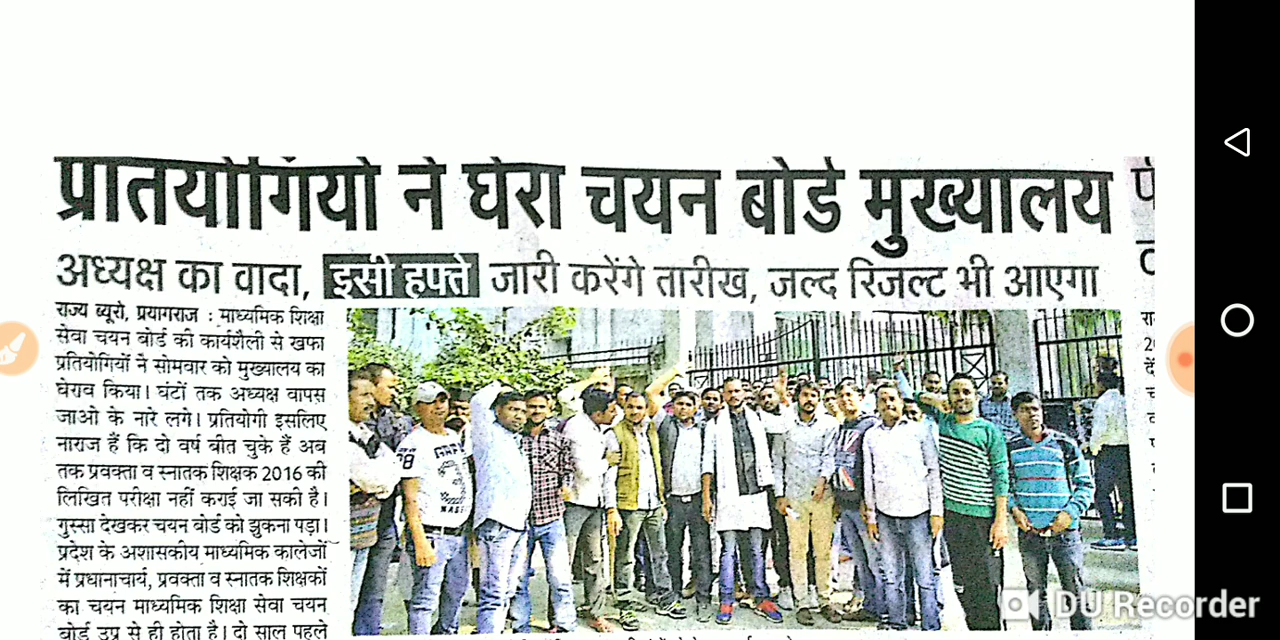 प्रतियोगियों ने घेरा चयन बोर्ड मुख्यालय
अध्यक्ष का वादा, इसी हफ्ते जारी करेंगे तारीख, जल्द रिजल्ट भी आएगा
राज्य ब्यूरो, प्रयागराज : माध्यमिक शिक्षा
सेवा चयन बोर्ड की कार्यशैली से खफा
प्रतियोगियों ने सोमवार को मुख्यालय का
घेराव किया। घंटों तक अध्यक्ष वापस
जाओ के नारे लगे। प्रतियोगी इसलिए
नाराज हैं कि दो वर्ष बीत चुके हैं अब
तक प्रवक्ता व स्नातक शिक्षक 2016 की
लिखित परीक्षा नहीं कराई जा सकी है।
गुस्सा देखकर चयन बोर्ड को झुकना पड़ा।
प्रदेश के अशासकीय माध्यमिक कालेजों
में प्रधानाचार्य, प्रवक्ता व स्नातक शिक्षकों
का चयन माध्यमिक शिक्षा सेवा चयन
बोर्ड उप्र से ही होता है। दो साल पहले
DU Recorder